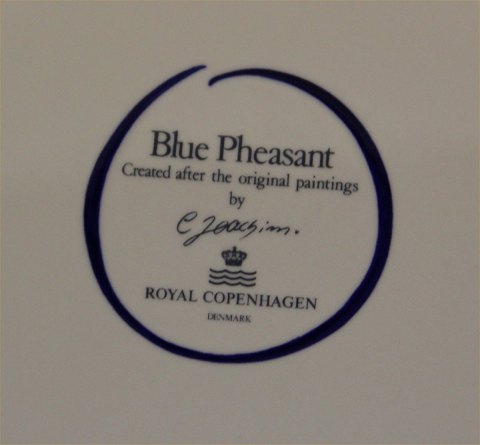 Blue Pheasant
Created after the original paintings
by
C Joachim.
ROYAL COPENHAGEN
DENMARK